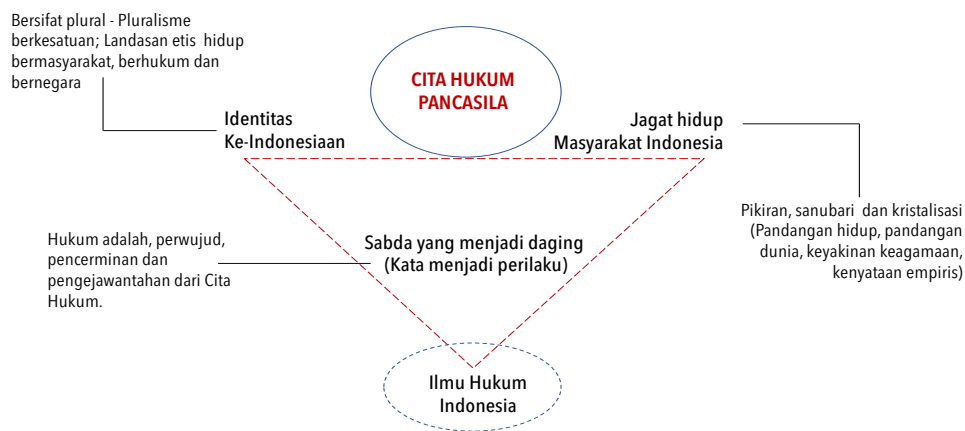 Bersifat plural - Pluralisme
berkesatuan; Landasan etis hidup
bermasyarakat, berhukum dan
bernegara
CITA HUKUM
PANCASILA
Identitas
Ke-Indonesiaan
Jagat hidup
Masyarakat Indonesia
Pikiran, sanubari dan kristalisasi
(Pandangan hidup, pandangan
dunia, keyakinan keagamaan,
kenyataan empiris)
Hukum adalah, perwujud,
pencerminan dan
pengejawantahan dari Cita
Hukum.
Sabda yang menjadi daging
(Kata menjadi perilaku)
Ilmu Hukum
Indonesia